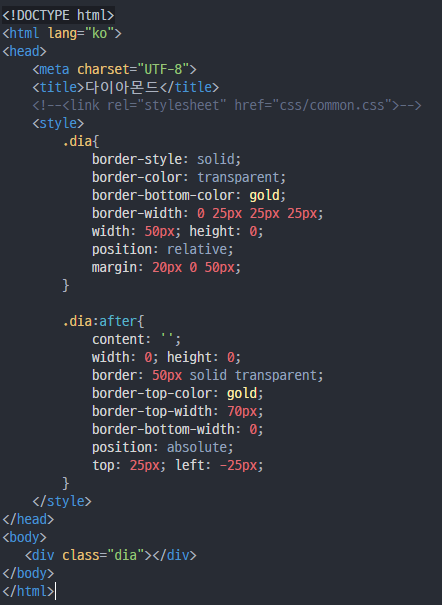 <!DOCTYPE html>
<html lang="ko">
<head>
    <meta charset="UTF-8">
    <title>다이아몬드</title>
    <!--<link rel="stylesheet" href="css/common.css">-->
    <style>
        .dia{
            border-style: solid;
            border-color: transparent;
            border-bottom-color: gold;
            border-width: 0 25px 25px 25px;
            width: 50px; height: 0;
            position: relative;
            margin: 20px 0 50px;
        }

        .dia:after{
            content: '';
            width: 0; height: 0;
            border: 50px solid transparent;
            border-top-color: gold;
            border-top-width: 70px;
            border-bottom-width: 0;
            position: absolute;
            top: 25px; left: -25px;
        }
    </style>
</head>
<body>
   <div class="dia"></div>
</body>
</html>